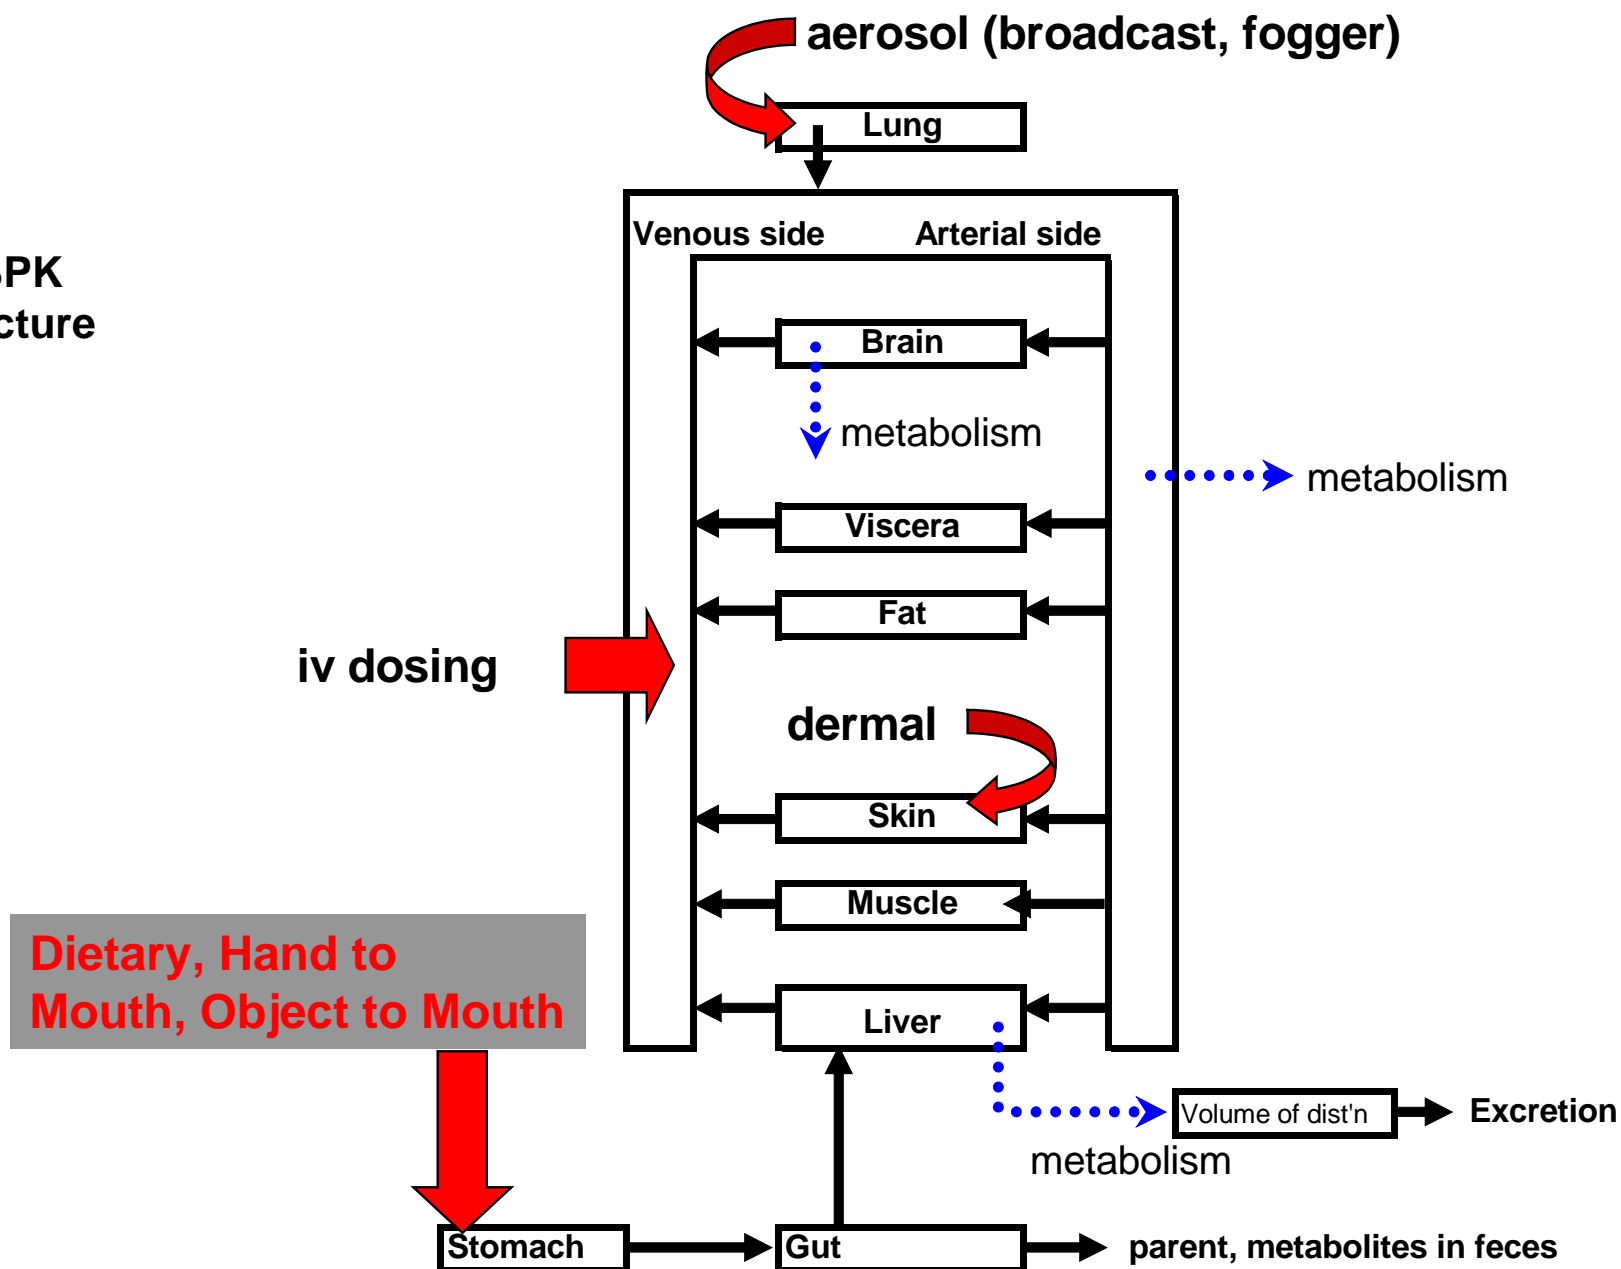 aerosol (broadcast, fogger)
Lung
Venous side
Arterial side
PK
cture
Brain
metabolism
metabolism
Viscera
Fat
iv dosing
dermal
Skin
Muscle
Dietary, Hand to
Mouth, Object to Mouth
Liver
Volume of dist'n
Excretion
metabolism
Stomach
Gut
parent, metabolites in feces